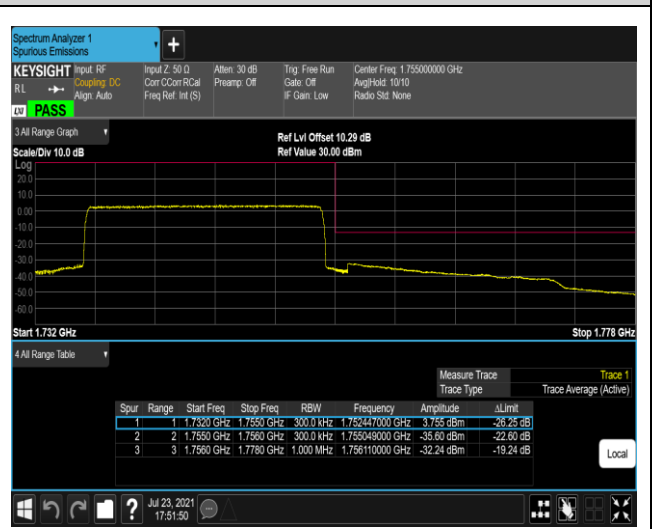 Spectrum Analyzer 1
Spurious Emissions
+
KEYSIGHT Input: RF Input Z: 50 Ω Atten: 30 dB Trig: Free Run Center Freq: 1.755000000 GHz
RL Coupling: DC Corr CCorr RCal Preamp: Off Gate: Off Avg|Hold: 10/10
Align: Auto Freq Ref: Int (S) IF Gain: Low Radio Std: None
LXI PASS
3 All Range Graph
Ref Lvl Offset 10.29 dB
Scale/Div 10.0 dB Ref Value 30.00 dBm
Log
20.0
10.0
0.00
-10.0
-20.0
-30.0
-40.0
-50.0
-60.0
Start 1.732 GHz Stop 1.778 GHz
4 All Range Table
Measure Trace Trace 1
Trace Type Trace Average (Active)
Spur Range Start Freq Stop Freq RBW Frequency Amplitude ΔLimit
1 1 1.7320 GHz 1.7550 GHz 300.0 kHz 1.752447000 GHz 3.755 dBm -26.25 dB
2 2 1.7550 GHz 1.7560 GHz 300.0 kHz 1.755049000 GHz -35.60 dBm -22.60 dB
3 3 1.7560 GHz 1.7780 GHz 1.000 MHz 1.756110000 GHz -32.24 dBm -19.24 dB
Local
? Jul 23, 2021
17:51:50